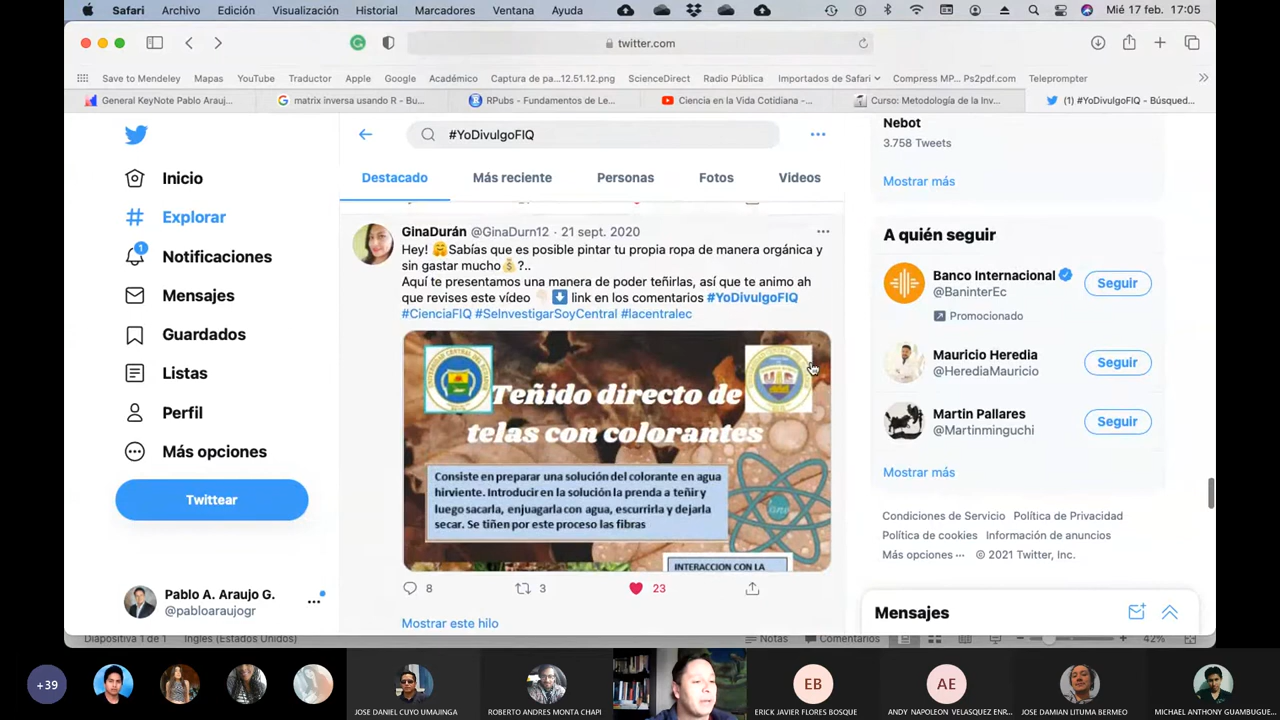 Safari Archivo Edición Visualización Historial Marcadores Ventana Ayuda Mié 17 feb. 17:05
twitter.com
Save to Mendeley Mapas YouTube Traductor Apple Google Académico Captura de pa...12.51.12.png ScienceDirect Radio Pública Importados de Safari Compress MP... Ps2pdf.com Teleprompter
General KeyNote Pablo Arauj... matrix inversa usando R - Bu... RPubs - Fundamentos de Le... Ciencia en la Vida Cotidiana -... Curso: Metodología de la Inv... (1) #YoDivulgoFIQ - Búsqued...
#YoDivulgoFIQ
Destacado Más reciente Personas Fotos Videos
Inicio
Explorar
1
Notificaciones
Mensajes
Guardados
Listas
Perfil
Más opciones
Twittear
Pablo A. Araujo G.
@pabloaraujogr
GinaDurán @GinaDurn12 · 21 sept. 2020
Hey! 🤗Sabías que es posible pintar tu propia ropa de manera orgánica y
sin gastar mucho💰?..
Aquí te presentamos una manera de poder teñirlas, así que te animo ah
que revises este vídeo 👇🏻⬇️ link en los comentarios #YoDivulgoFIQ
#CienciaFIQ #SeInvestigarSoyCentral #lacentralec
Teñido directo de
telas con colorantes
Consiste en preparar una solución del colorante en agua
hirviente. Introducir en la solución la prenda a teñir y
luego sacarla, enjuagarla con agua, escurrirla y dejarla
secar. Se tiñen por este proceso las fibras
INTERACCION CON LA
8 3 23
Mostrar este hilo
Nebot
3.758 Tweets
Mostrar más
A quién seguir
Banco Internacional
@BaninterEc
Seguir
Promocionado
Mauricio Heredia
@HerediaMauricio
Seguir
Martin Pallares
@Martinminguchi
Seguir
Mostrar más
Condiciones de Servicio Política de Privacidad
Política de cookies Información de anuncios
Más opciones ··· © 2021 Twitter, Inc.
Mensajes
Diapositiva 1 de 1 Inglés (Estados Unidos) Notas Comentarios 42%
+39
JOSE DANIEL CUYO UMAJINGA
ROBERTO ANDRES MONTA CHAPI
EB
ERICK JAVIER FLORES BOSQUE
AE
ANDY NAPOLEON VELASQUEZ ENR...
JOSE DAMIAN LITUMA BERMEO
MICHAEL ANTHONY GUAMBUGUE...